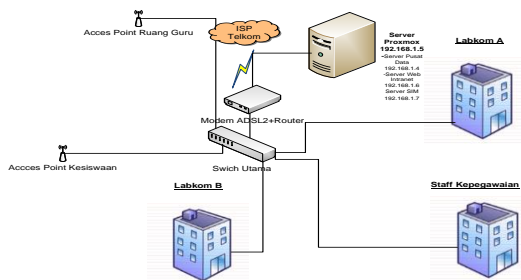 Acces Point Ruang Guru
ISP
Telkom
Server
Proxmox
192.168.1.5
-Server Pusat
Data
192.168.1.4
-Server Web
Intranet
192.168.1.6
Server SIM
192.168.1.7
Labkom A
Modem ADSL2+Router
Accces Point Kesiswaan
Swich Utama
Labkom B
Staff Kepegawaian